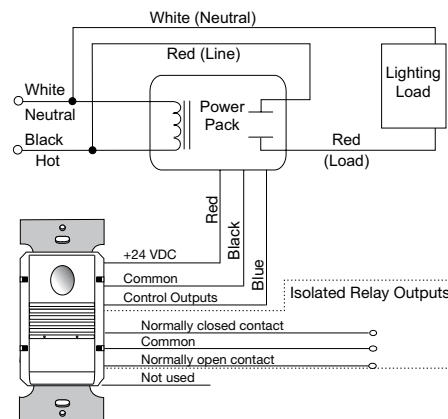 White (Neutral)
Red (Line)
White
Neutral
Power
Pack
Lighting
Load
Black
Hot
Red
(Load)
Red
Black
Blue
+24 VDC
Common
Control Outputs
Isolated Relay Outputs
Normally closed contact
Common
Normally open contact
Not used